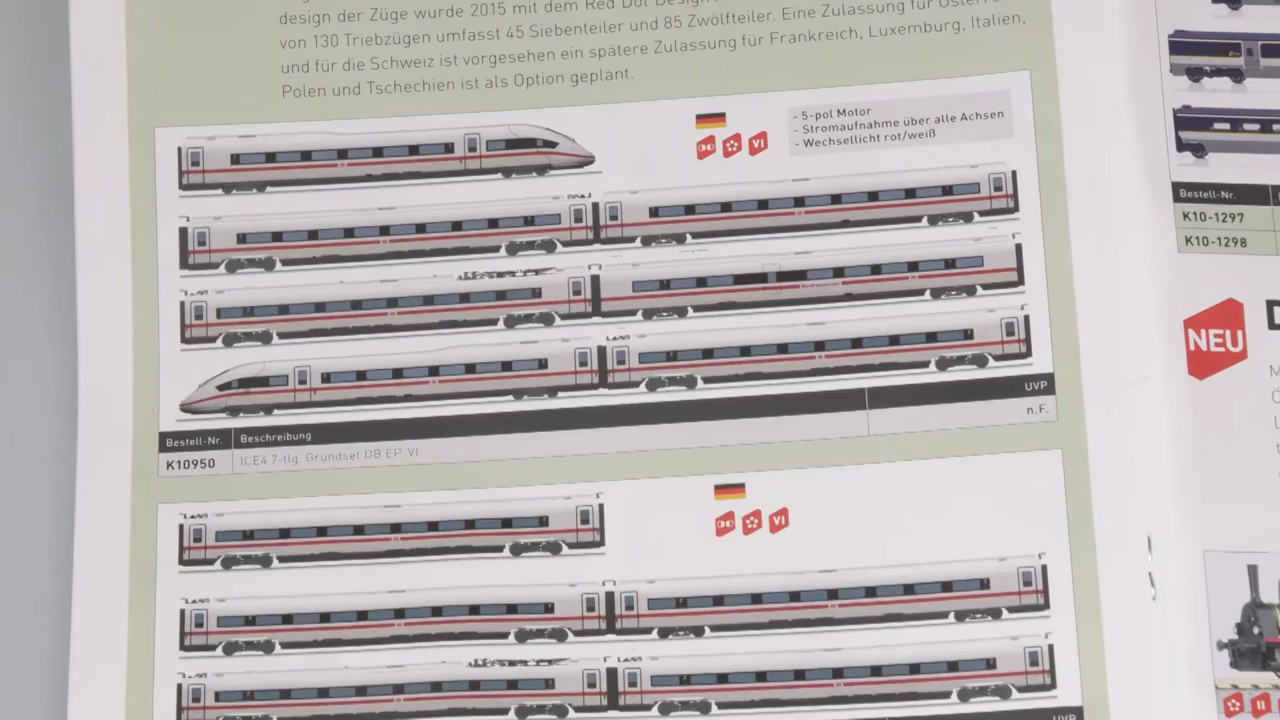 design der Züge wurde 2015 mit dem Red Dot Design
von 130 Triebzügen umfasst 45 Siebenteiler und 85 Zwölfteiler. Eine Zulassung für
und für die Schweiz ist vorgesehen ein spätere Zulassung für Frankreich, Luxemburg, Italien,
Polen und Tschechien ist als Option geplant.
- 5-pol Motor
- Stromaufnahme über alle Achsen
- Wechsellicht rot/weiß
VI
UVP
Bestell-Nr. Beschreibung
n.F.
K10950 ICE4 7-tlg. Grundset DB EP VI
VI
UVP
Bestell-Nr.
K10-1297
K10-1298
NEU
II